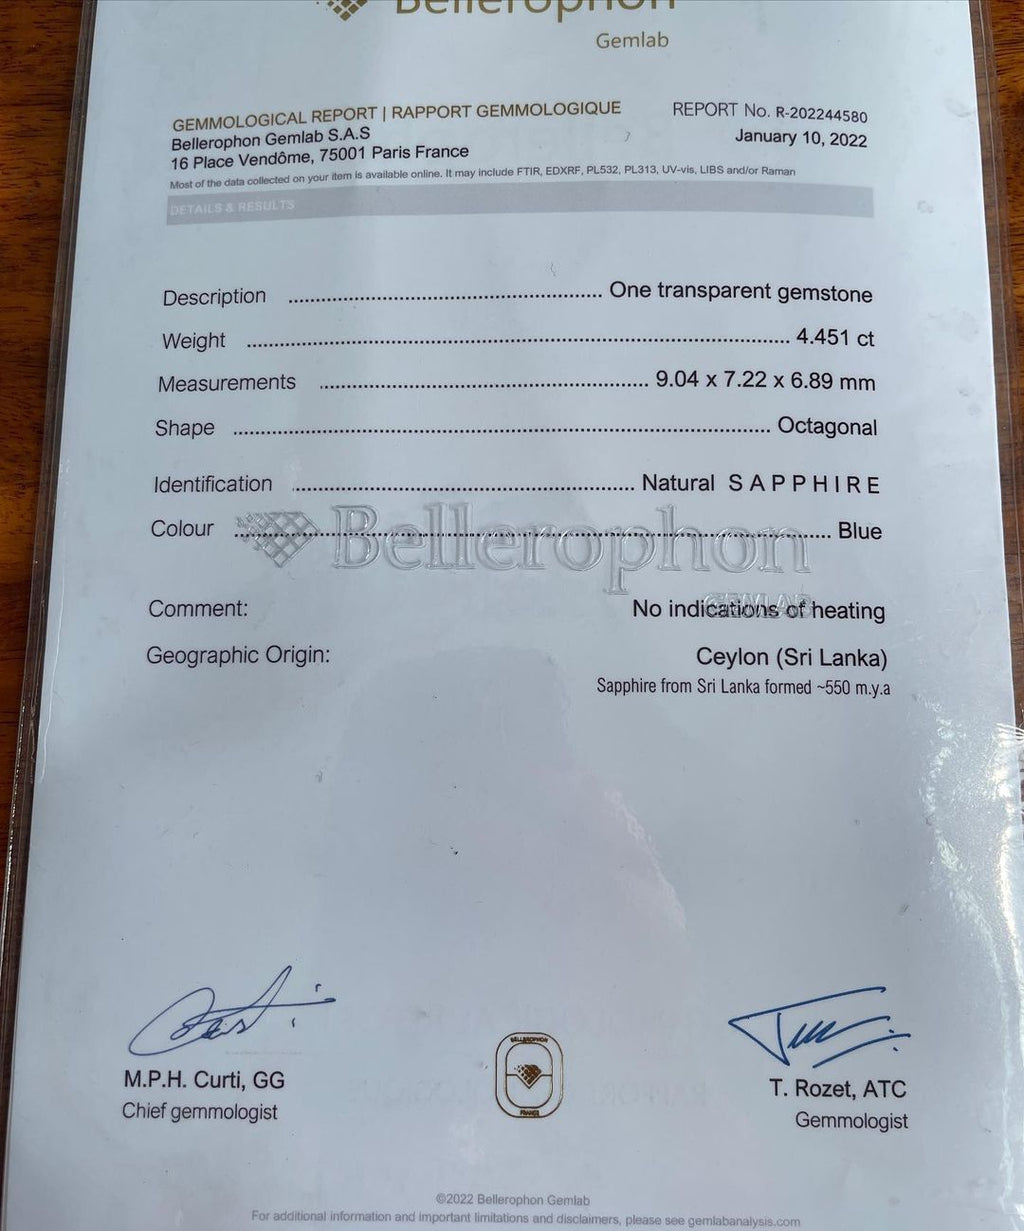 Bellerophon
Gemlab
GEMMOLOGICAL REPORT | RAPPORT GEMMOLOGIQUE
REPORT No. R-202244580
Bellerophon Gemlab S.A.S
January 10, 2022
16 Place Vendôme, 75001 Paris France
Most of the data collected on your item is available online. It may include FTIR, EDXRF, PL532, PL313, UV-vis, LIBS and/or Raman
DETAILS & RESULTS
Description ........ One transparent gemstone
Weight ........ 4.451 ct
Measurements ........ 9.04 x 7.22 x 6.89 mm
Shape ........ Octagonal
Identification ........ Natural SAPPHIRE
Colour ........ Blue
Bellerophon
GEMLAB
Comment: No indications of heating
Geographic Origin: Ceylon (Sri Lanka)
Sapphire from Sri Lanka formed ~550 m.y.a
M.P.H. Curti, GG
Chief gemmologist
BELLEROPHON
FRANCE
T. Rozet, ATC
Gemmologist
©2022 Bellerophon Gemlab
For additional information and important limitations and disclaimers, please see gemlabanalysis.com